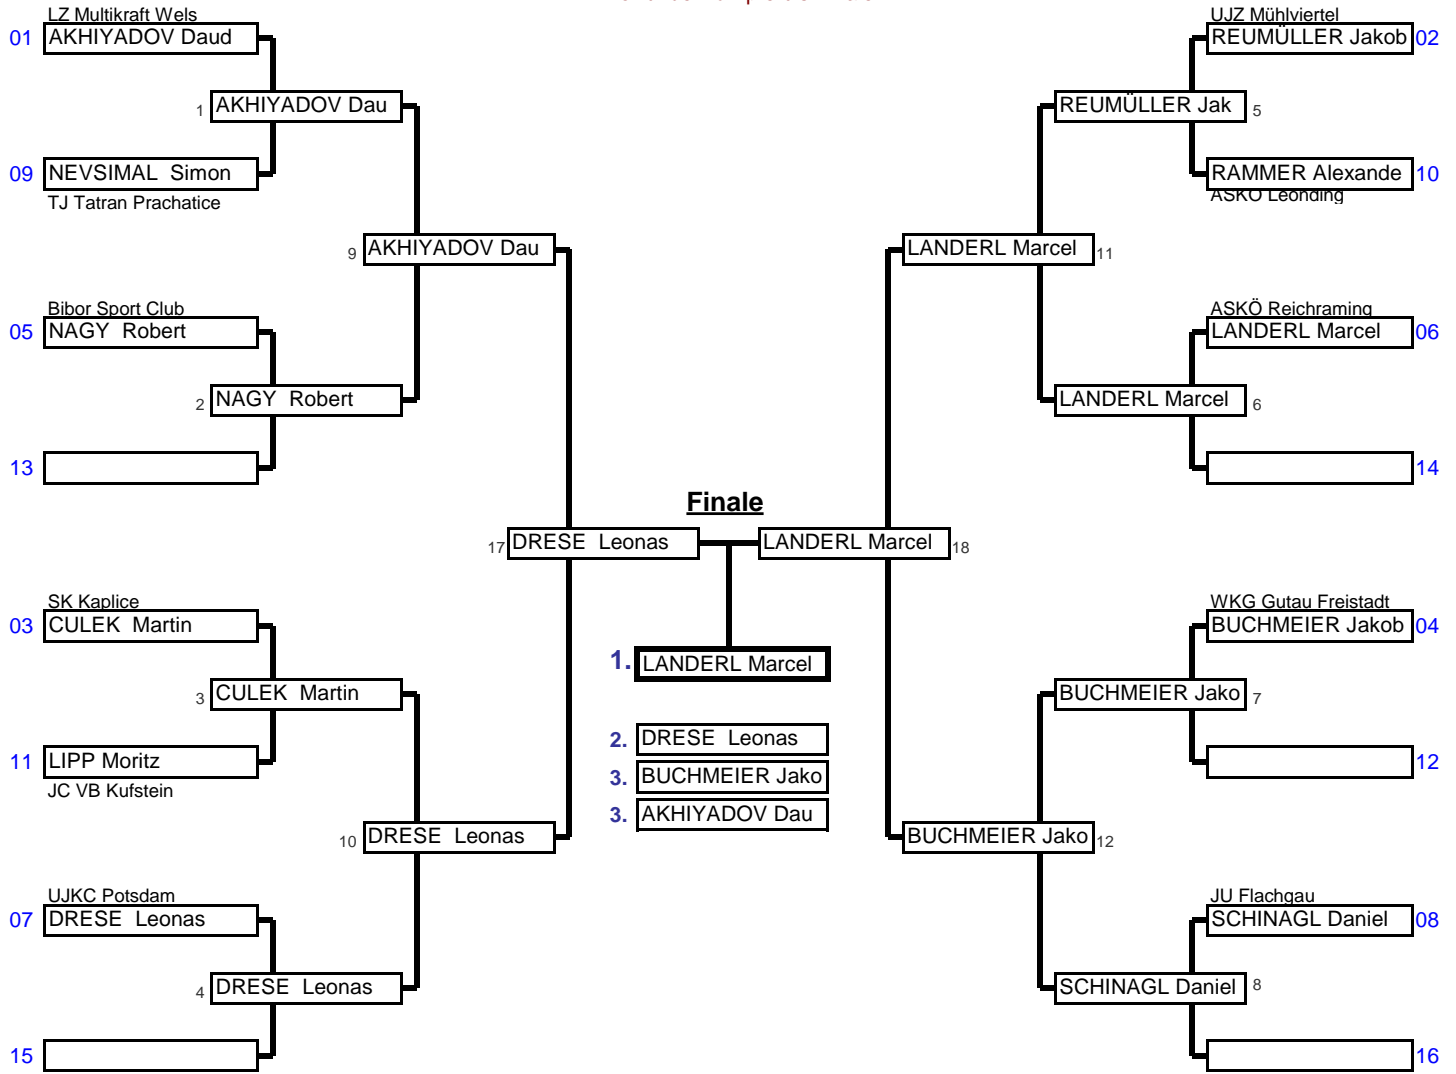 LZ Multikraft Wels
01 AKHIYADOV Daud
1 AKHIYADOV Dau
09 NEVSIMAL  Simon
TJ Tatran Prachatice
9 AKHIYADOV Dau
Bibor Sport Club
05 NAGY  Robert
2 NAGY  Robert
13
17 DRESE  Leonas
SK Kaplice
03 CULEK  Martin
3 CULEK  Martin
11 LIPP Moritz
JC VB Kufstein
10 DRESE  Leonas
UJKC Potsdam
07 DRESE  Leonas
4 DRESE  Leonas
15
Finale
1. LANDERL Marcel
2. DRESE  Leonas
3. BUCHMEIER Jako
3. AKHIYADOV Dau
UJZ Mühlviertel
REUMÜLLER Jakob 02
REUMÜLLER Jak 5
RAMMER Alexande 10
ASKÖ Leonding
LANDERL Marcel 11
ASKÖ Reichraming
LANDERL Marcel 06
LANDERL Marcel 6
14
LANDERL Marcel 18
WKG Gutau Freistadt
BUCHMEIER Jakob 04
BUCHMEIER Jako 7
12
BUCHMEIER Jako 12
JU Flachgau
SCHINAGL Daniel 08
SCHINAGL Daniel 8
16